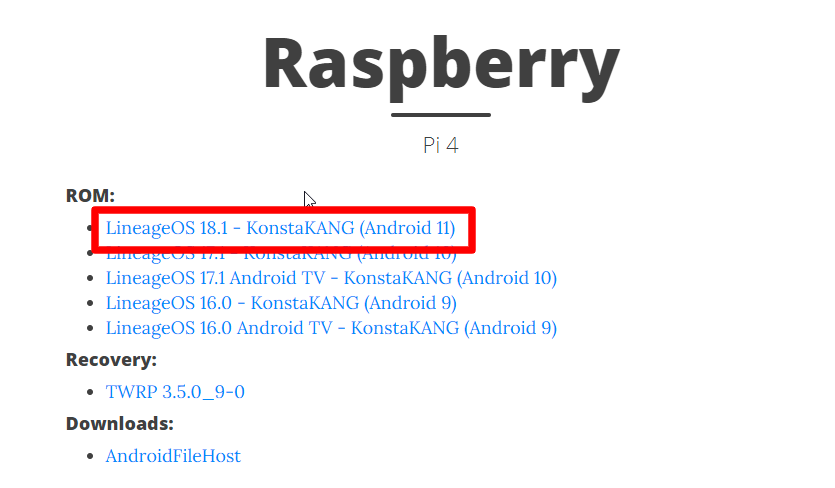 Raspberry
Pi 4
ROM:
LineageOS 18.1 - KonstaKANG (Android 11)
LineageOS 17.1 - KonstaKANG (Android 10)
LineageOS 17.1 Android TV - KonstaKANG (Android 10)
LineageOS 16.0 - KonstaKANG (Android 9)
LineageOS 16.0 Android TV - KonstaKANG (Android 9)
Recovery:
TWRP 3.5.0_9-0
Downloads:
AndroidFileHost